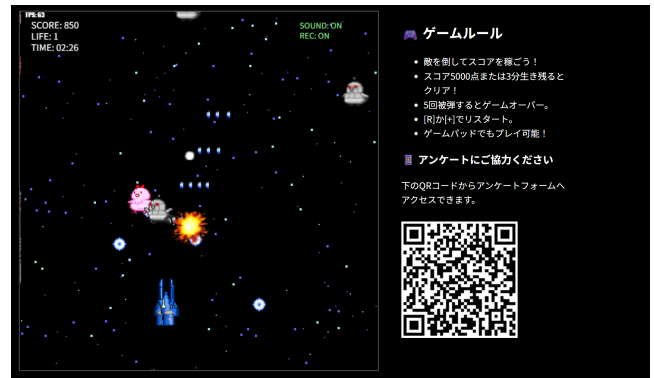 FPS: 63
SCORE: 850
LIFE: 1
TIME: 02:26
SOUND: ON
REC: ON
ゲームルール
敵を倒してスコアを稼ごう！
スコア5000点または3分生き残ると
クリア！
5回被弾するとゲームオーバー。
[R]か[+]でリスタート。
ゲームパッドでもプレイ可能！
アンケートにご協力ください
下のQRコードからアンケートフォームへ
アクセスできます。